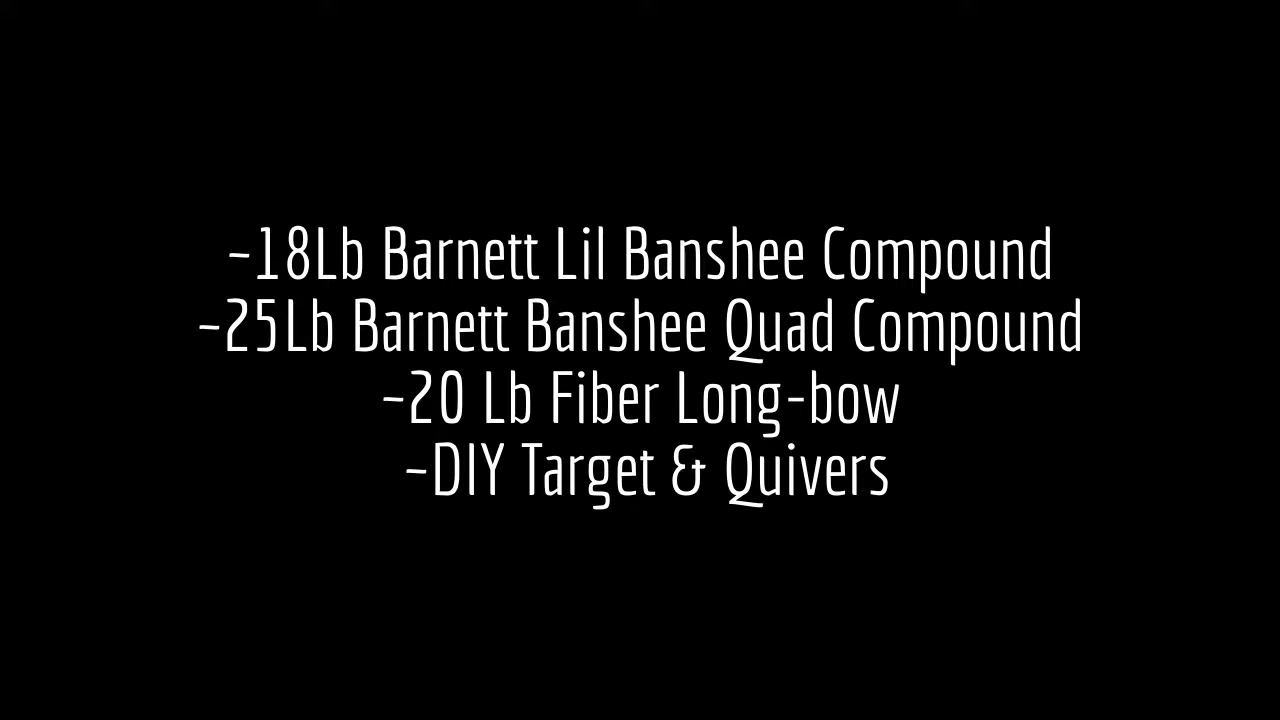 -18Lb Barnett Lil Banshee Compound
-25Lb Barnett Banshee Quad Compound
-20 Lb Fiber Long-bow
-DIY Target & Quivers